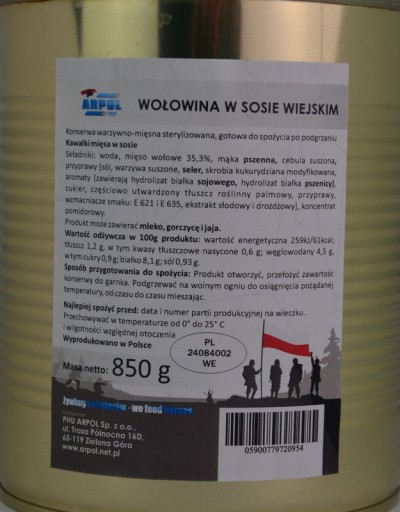 ARPOL
WOŁOWINA W SOSIE WIEJSKIM
Konserwa warzywno-mięsna sterylizowana, gotowa do spożycia po podgrzaniu
Kawałki mięsa w sosie
Składniki: woda, mięso wołowe 35,3%, mąka pszenna, cebula suszona,
przyprawy [sól, warzywa suszone, seler, skrobia kukurydziana modyfikowana,
aromaty (zawierają hydrolizat białka sojowego, hydrolizat białka pszenicy),
cukier, częściowo utwardzony tłuszcz roślinny palmowy, przyprawy,
wzmacniacze smaku: E 621 i E 635, ekstrakt słodowy i drożdżowy], koncentrat
pomidorowy.
Produkt może zawierać mleko, gorczycę i jaja.
Wartość odżywcza w 100g produktu: wartość energetyczna 259kJ/61kcal;
tłuszcz 1,2 g, w tym kwasy tłuszczowe nasycone 0,6 g; węglowodany 4,5 g,
w tym cukry 0,9 g; białko 8,1 g; sól 0,93 g.
Sposób przygotowania do spożycia: Produkt otworzyć, przełożyć zawartość
konserwy do garnka. Podgrzewać na wolnym ogniu do osiągnięcia pożądanej
temperatury, od czasu do czasu mieszając.
Najlepiej spożyć przed: data i numer partii produkcyjnej na wieczku.
Przechowywać w temperaturze od 0° do 25° C
i wilgotności względnej otoczenia
Wyprodukowano w Polsce
PL
24084002
WE
Masa netto: 850 g
żywimy bohaterów - we feed heroes
PHU ARPOL Sp. z o.o.,
ul. Trasa Północna 16D,
65-119 Zielona Góra
www.arpol.net.pl
05900779720954